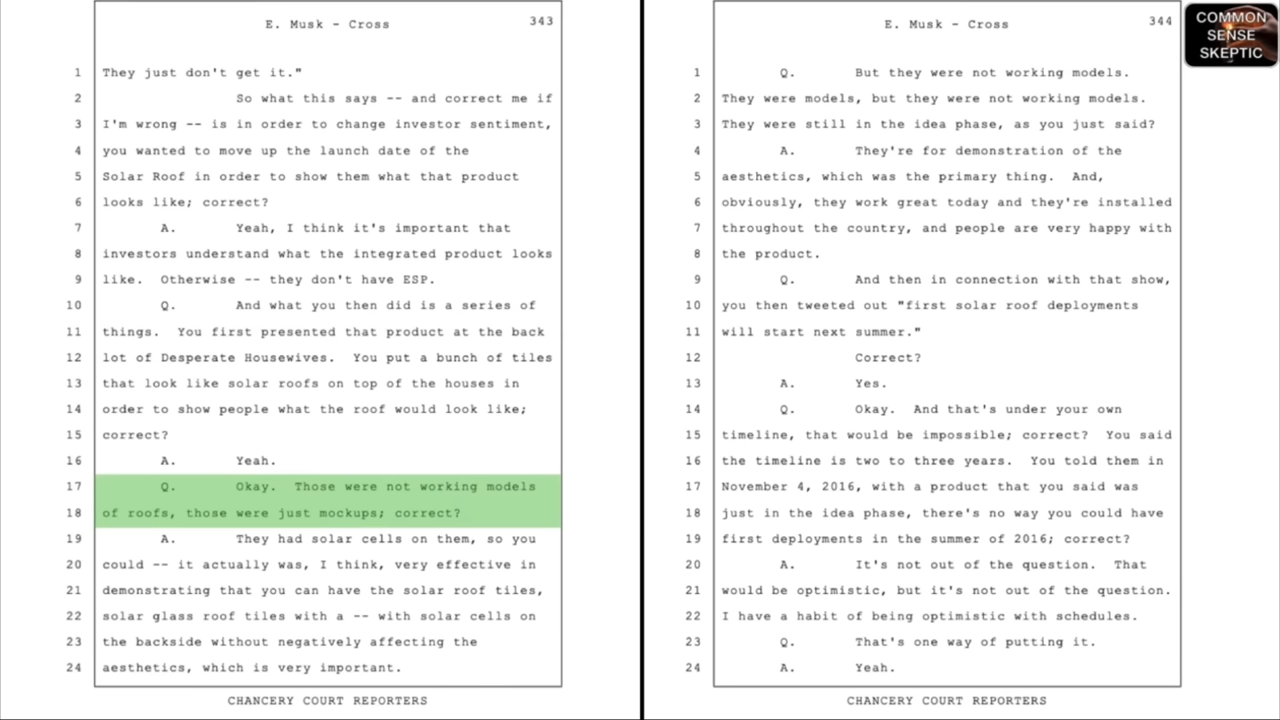 E. Musk - Cross 343
1 They just don't get it."
2 So what this says -- and correct me if
3 I'm wrong -- is in order to change investor sentiment,
4 you wanted to move up the launch date of the
5 Solar Roof in order to show them what that product
6 looks like; correct?
7 A. Yeah, I think it's important that
8 investors understand what the integrated product looks
9 like. Otherwise -- they don't have ESP.
10 Q. And what you then did is a series of
11 things. You first presented that product at the back
12 lot of Desperate Housewives. You put a bunch of tiles
13 that look like solar roofs on top of the houses in
14 order to show people what the roof would look like;
15 correct?
16 A. Yeah.
17 Q. Okay. Those were not working models
18 of roofs, those were just mockups; correct?
19 A. They had solar cells on them, so you
20 could -- it actually was, I think, very effective in
21 demonstrating that you can have the solar roof tiles,
22 solar glass roof tiles with a -- with solar cells on
23 the backside without negatively affecting the
24 aesthetics, which is very important.
CHANCERY COURT REPORTERS
E. Musk - Cross 344
1 Q. But they were not working models.
2 They were models, but they were not working models.
3 They were still in the idea phase, as you just said?
4 A. They're for demonstration of the
5 aesthetics, which was the primary thing. And,
6 obviously, they work great today and they're installed
7 throughout the country, and people are very happy with
8 the product.
9 Q. And then in connection with that show,
10 you then tweeted out "first solar roof deployments
11 will start next summer."
12 Correct?
13 A. Yes.
14 Q. Okay. And that's under your own
15 timeline, that would be impossible; correct? You said
16 the timeline is two to three years. You told them in
17 November 4, 2016, with a product that you said was
18 just in the idea phase, there's no way you could have
19 first deployments in the summer of 2016; correct?
20 A. It's not out of the question. That
21 would be optimistic, but it's not out of the question.
22 I have a habit of being optimistic with schedules.
23 Q. That's one way of putting it.
24 A. Yeah.
CHANCERY COURT REPORTERS
COMMON
SENSE
SKEPTIC